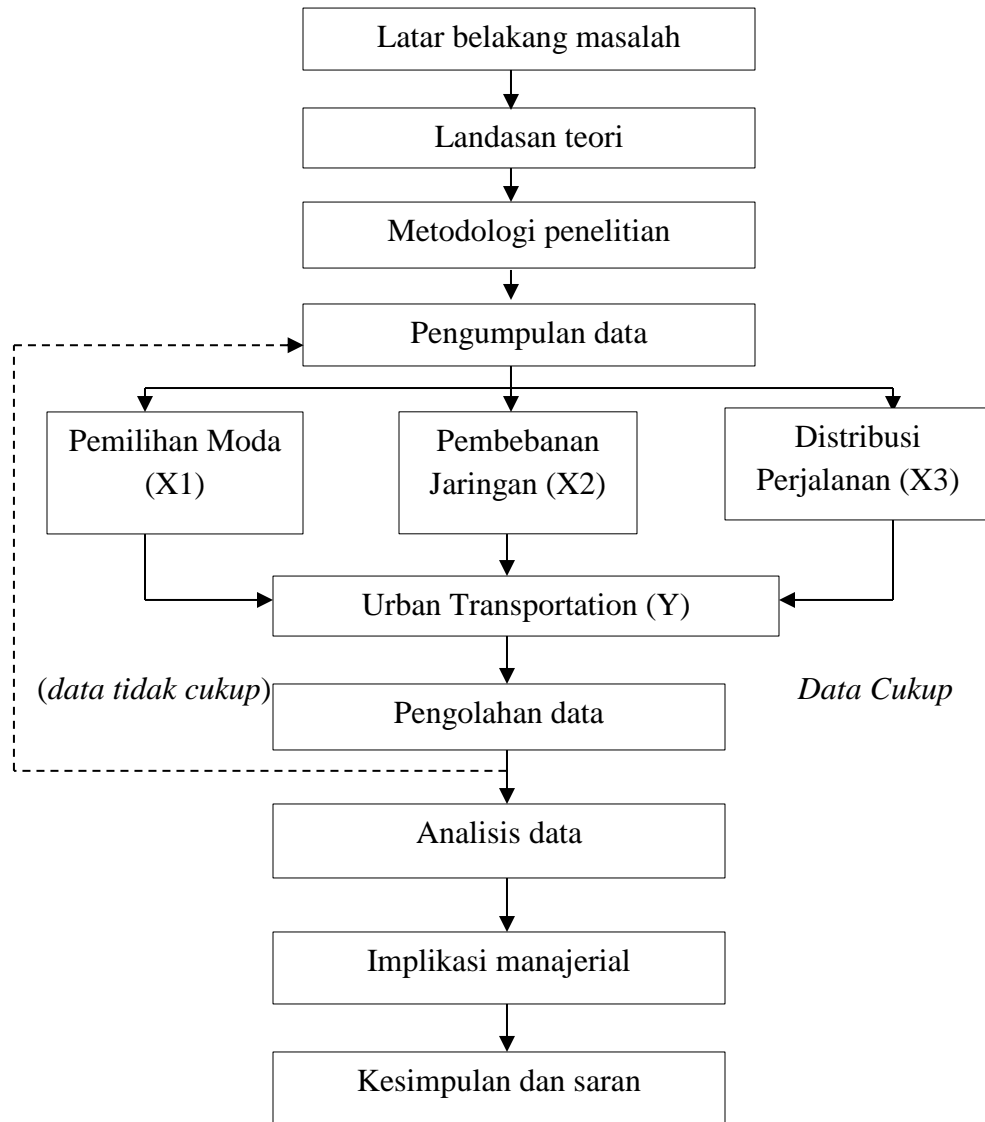 Latar belakang masalah
Landasan teori
Metodologi penelitian
Pengumpulan data
Pemilihan Moda
(X1)
Pembebanan
Jaringan (X2)
Distribusi
Perjalanan (X3)
Urban Transportation (Y)
(data tidak cukup)
Data Cukup
Pengolahan data
Analisis data
Implikasi manajerial
Kesimpulan dan saran